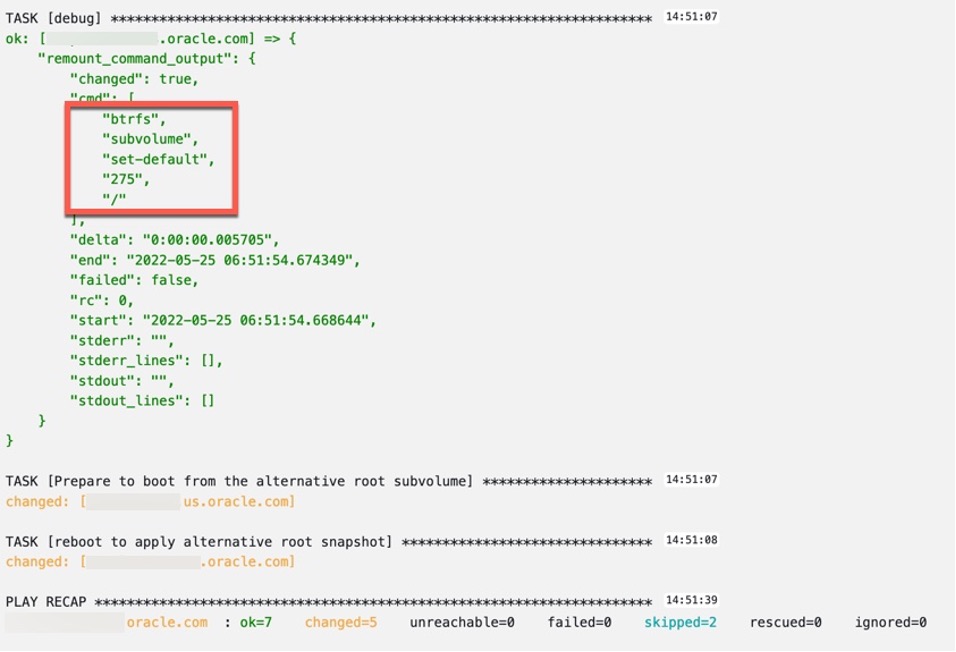 TASK [debug] ******************************************************************* 14:51:07
ok: [.oracle.com] => {
    "remount_command_output": {
        "changed": true,
        "cmd": [
            "btrfs",
            "subvolume",
            "set-default",
            "275",
            "/"
        ],
        "delta": "0:00:00.005705",
        "end": "2022-05-25 06:51:54.674349",
        "failed": false,
        "rc": 0,
        "start": "2022-05-25 06:51:54.668644",
        "stderr": "",
        "stderr_lines": [],
        "stdout": "",
        "stdout_lines": []
    }
}
TASK [Prepare to boot from the alternative root subvolume] ********************* 14:51:07
changed: [us.oracle.com]
TASK [reboot to apply alternative root snapshot] ******************************* 14:51:08
changed: [.oracle.com]
PLAY RECAP ********************************************************************* 14:51:39
oracle.com : ok=7 changed=5 unreachable=0 failed=0 skipped=2 rescued=0 ignored=0